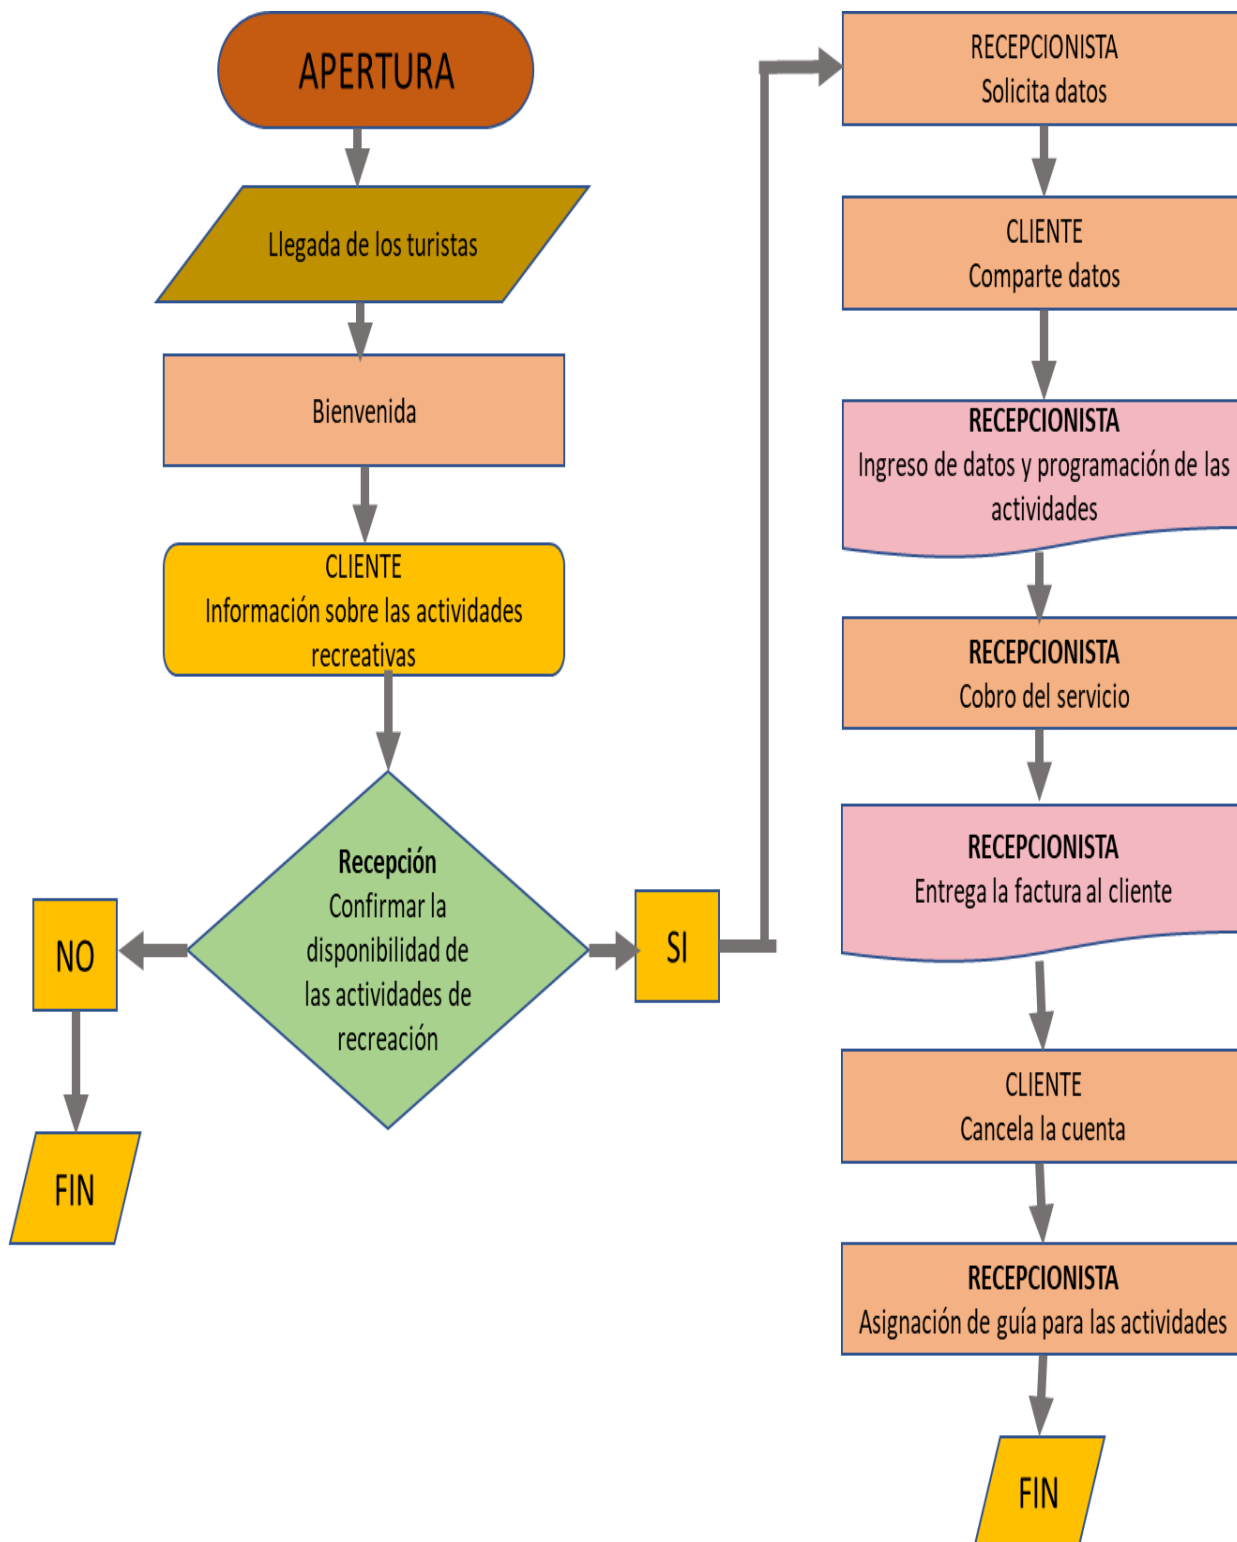 APERTURA
Llegada de los turistas
Bienvenida
CLIENTE
Información sobre las actividades
recreativas
Recepción
Confirmar la
disponibilidad de
las actividades de
recreación
NO
FIN
SI
RECEPCIONISTA
Solicita datos
CLIENTE
Comparte datos
RECEPCIONISTA
Ingreso de datos y programación de las
actividades
RECEPCIONISTA
Cobro del servicio
RECEPCIONISTA
Entrega la factura al cliente
CLIENTE
Cancela la cuenta
RECEPCIONISTA
Asignación de guía para las actividades
FIN